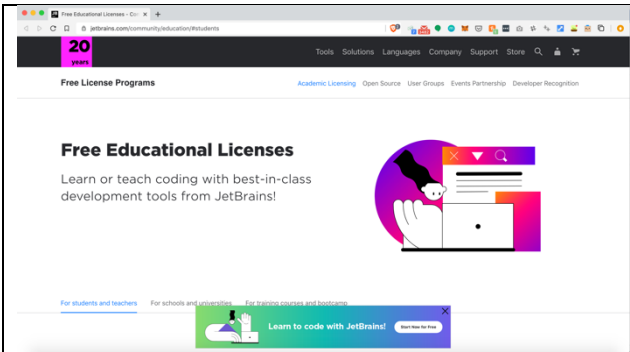 Free Educational Licenses - Com
jetbrains.com/community/education/#students
20
years
Tools Solutions Languages Company Support Store
Free License Programs
Academic Licensing Open Source User Groups Events Partnership Developer Recognition
Free Educational Licenses
Learn or teach coding with best-in-class
development tools from JetBrains!
For students and teachers For schools and universities For training courses and bootcamp
Learn to code with JetBrains! Start Now for Free